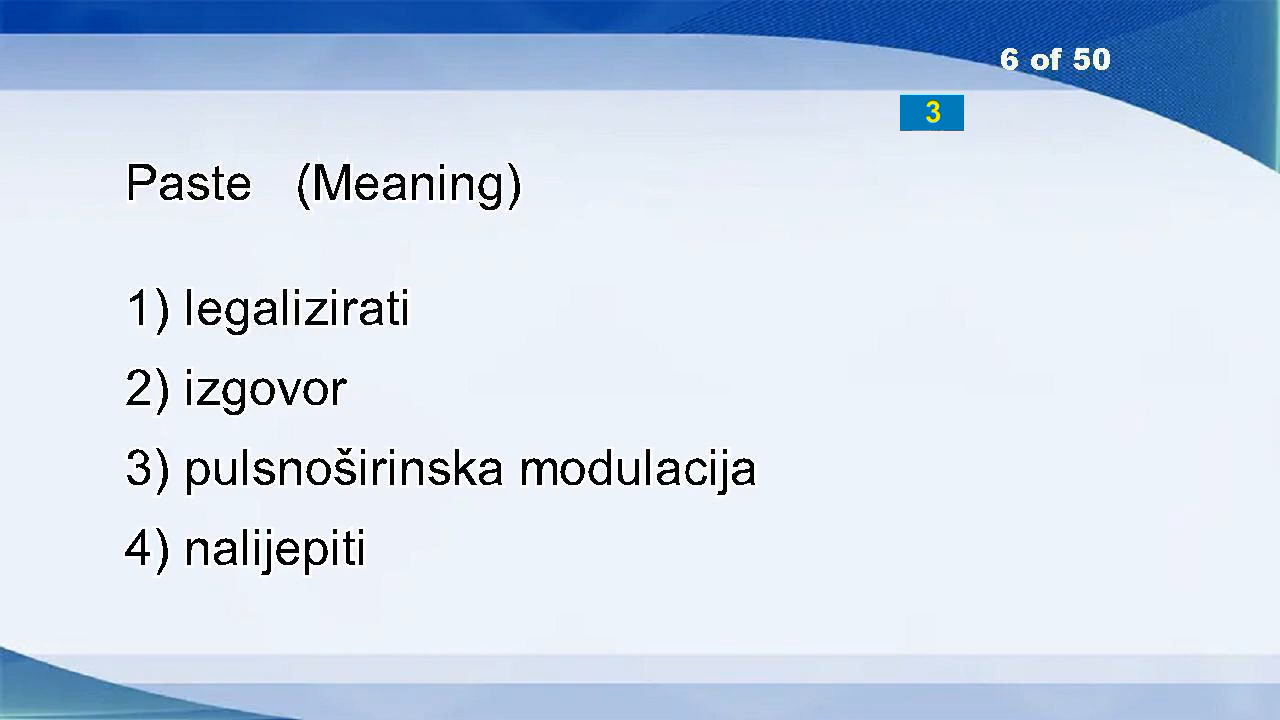 6 of 50
3
Paste (Meaning)
1) legalizirati
2) izgovor
3) pulsnoširinska modulacija
4) nalijepiti